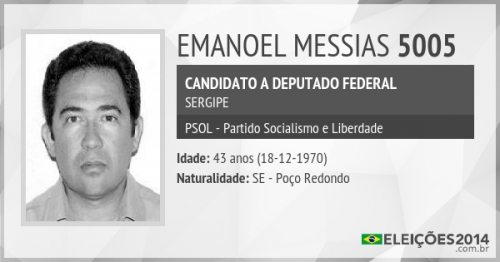 EMANOEL MESSIAS 5005
CANDIDATO A DEPUTADO FEDERAL
SERGIPE
PSOL - Partido Socialismo e Liberdade
Idade: 43 anos (18-12-1970)
Naturalidade: SE - Poço Redondo
ELEIÇÕES2014
.com.br